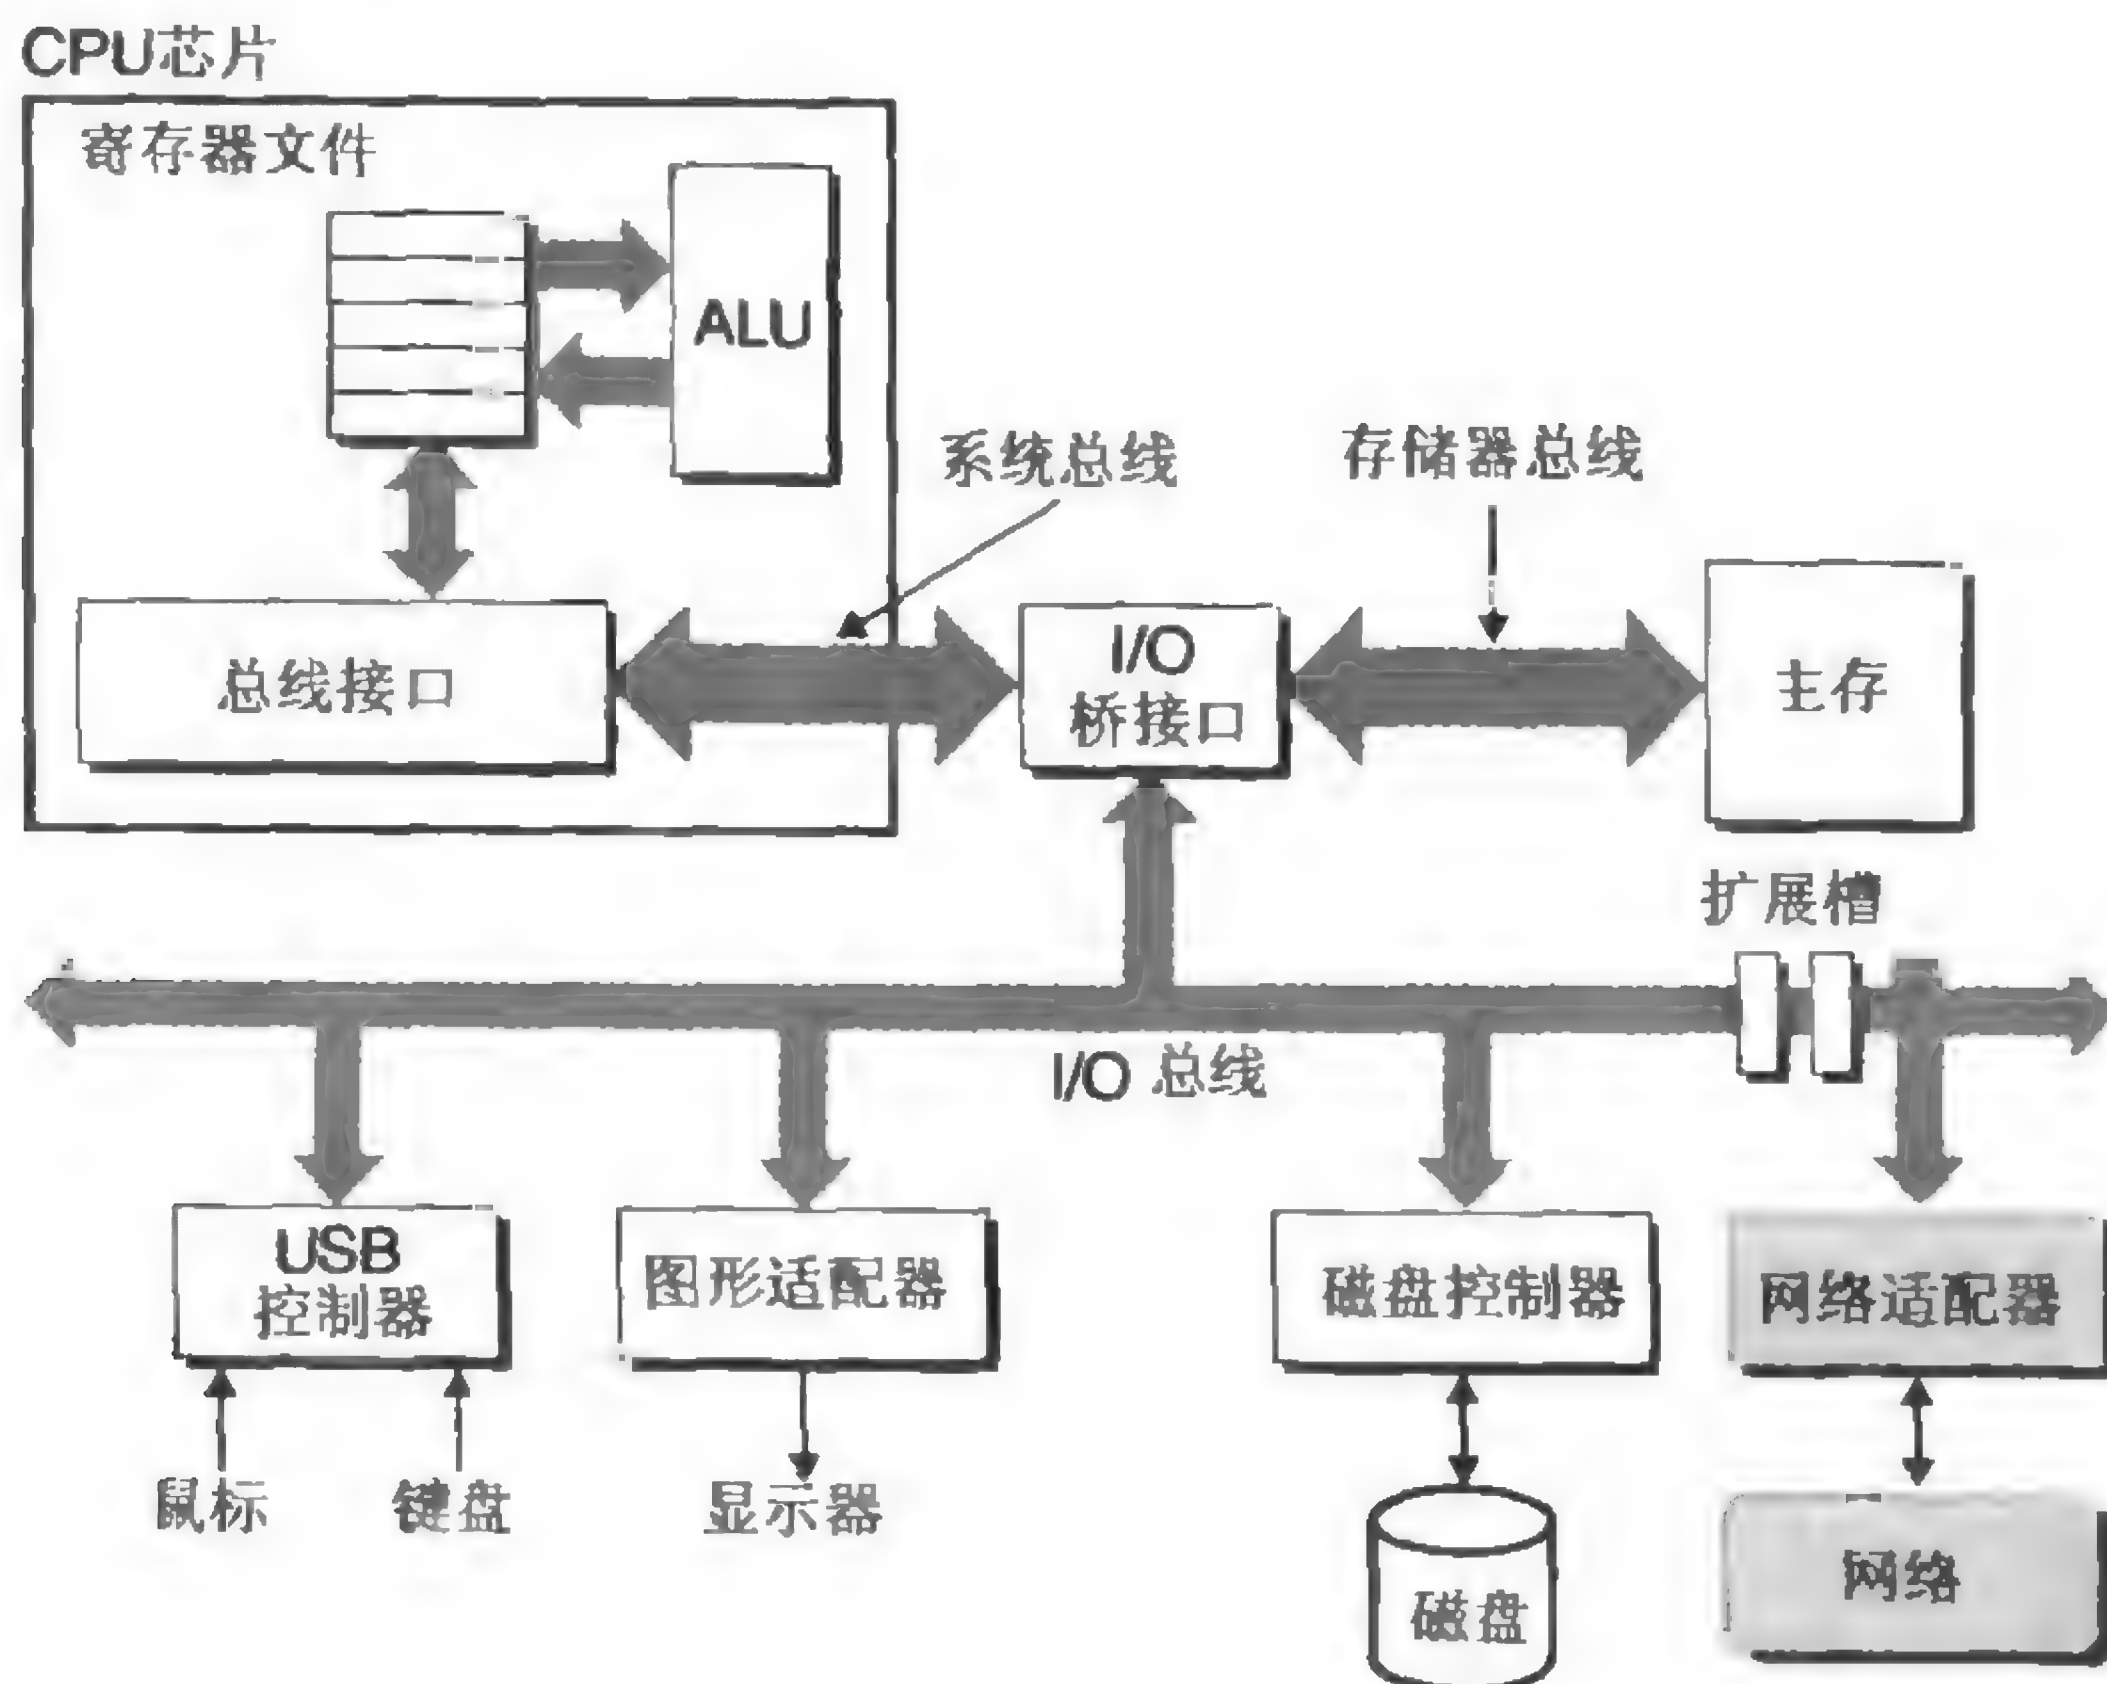 CPU芯片
寄存器文件
ALU
系统总线
存储器总线
总线接口
I/O
桥接口
主存
扩展槽
I/O 总线
USB
控制器
图形适配器
磁盘控制器
网络适配器
鼠标
键盘
显示器
磁盘
网络